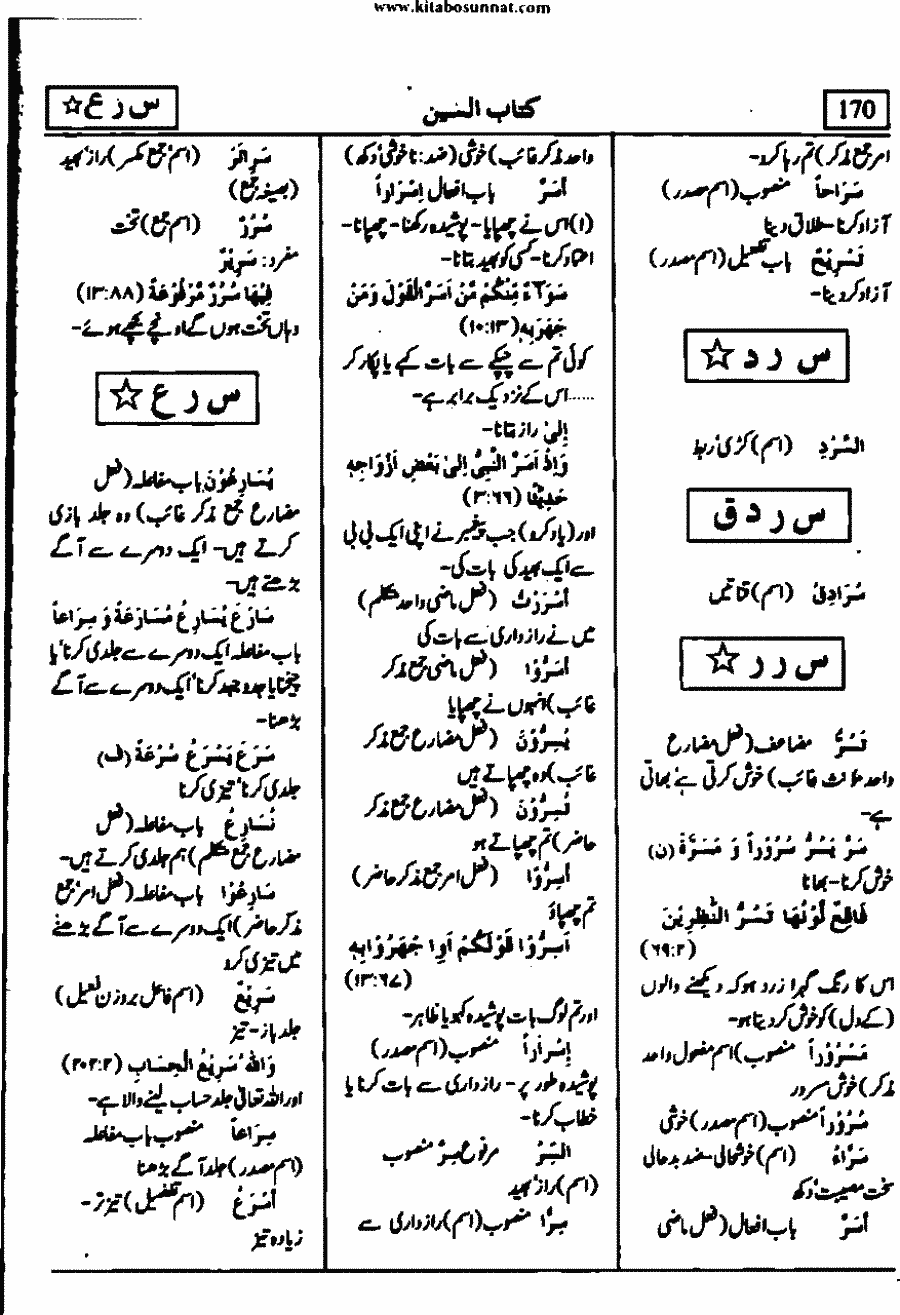 www.kitabosunnat.com
170
کتاب السین
س ر ع ☆
امر جمع مذکر) تم رہا کرو۔
سَرَاحاً منصوب (اسم مصدر)
آزاد کرنا۔ طلاق دینا
تَسْرِیْحٌ باب تفعیل (اسم مصدر)
آزاد کر دینا۔
س ر د ☆
السَّرْدِ (اسم) کڑی ربط
س ر د ق
سُرَادِقُ (اسم) قناتیں
س ر ر ☆
تَسُرُّ مضاعف (فعل مضارع
واحد مؤنث غائب) خوش کرتی ہے' بھاتی
ہے۔
سَرَّ یَسُرُّ سُرُوْراً وَ مَسَرَّةً (ن)
خوش کرنا۔ بھانا
فَاقِعٌ لَوْنُهَا تَسُرُّ النّٰظِرِیْنَ
(۶۹:۲)
اس کا رنگ گہرا زرد ہو کہ دیکھنے والوں
(کے دل) کو خوش کر دیتا ہو۔
مَسْرُوْراً منصوب) اسم مفعول واحد
مذکر) خوش مسرور
سُرُوْراً منصوب (اسم مصدر) خوشی
سَرَّاءُ (اسم) خوشحالی۔ ضد بدحالی
سخت مصیبت دُکھ
أَسَرَّ باب افعال (فعل ماضی
واحد مذکر غائب) خوشی (ضد: ناخوشی دُکھ)
أَسَرَّ باب افعال إِسْرَاراً
(۱) اس نے چھپایا۔ پوشیدہ رکھنا۔ چھپانا۔
اعتماد کرنا۔ کسی کو بھید بتانا۔
سَوَآءٌ مِّنْكُمْ مَّنْ اَسَرَّ الْقَوْلَ وَمَنْ
جَهَرَ بِهٖ (۱۰:۱۳)
کوئی تم سے چپکے سے بات کہے یا پکار کر
......اس کے نزدیک برابر ہے۔
إِلیٰ راز بتانا۔
وَإِذْ اَسَرَّ النَّبِیُّ اِلیٰ بَعْضِ أَزْوَاجِهٖ
حَدِیْثًا (۳:۶۶)
اور (یاد کرو) جب پیغمبر نے اپنی ایک بی بی
سے ایک بھید کی بات کی۔
أَسْرَرْتُ (فعل ماضی واحد متکلم)
میں نے رازداری سے بات کی
أَسَرُّوْا (فعل ماضی جمع مذکر
غائب) انہوں نے چھپایا
یُسِرُّوْنَ (فعل مضارع جمع مذکر
غائب) وہ چھپاتے ہیں
تُسِرُّوْنَ (فعل مضارع جمع مذکر
حاضر) تم چھپاتے ہو
أَسِرُّوْا (فعل امر جمع مذکر حاضر)
تم چھپاؤ
اَسِرُّوْا قَوْلَكُمْ اَوِا جْهَرُوْا بِهٖ
(۱۳:۶۷)
اور تم لوگ بات پوشیدہ کہو یا ظاہر۔
إِسْرَاراً منصوب (اسم مصدر)
پوشیدہ طور پر۔ رازداری سے بات کرنا یا
خطاب کرنا۔
السِّرُّ مرفوع سِرَّ منصوب
(اسم) راز' بھید
سِرًّا منصوب (اسم) رازداری سے
سَرَائِرَ (اسم' جمع مکسر) راز' بھید
(بصیغہ جمع)
سُرُرٌ (اسم جمع) تخت
مفرد: سَرِیْرٌ
فِیْهَا سُرُرٌ مَّرْفُوْعَةٌ (۱۳:۸۸)
وہاں تخت ہوں گے اونچے بچھے ہوئے۔
س ر ع ☆
یُسَارِعُوْنَ باب مفاعلہ (فعل
مضارع جمع مذکر غائب) وہ جلد بازی
کرتے ہیں۔ ایک دوسرے سے آگے
بڑھتے ہیں۔
سَارَعَ یُسَارِعُ مُسَارَعَةً وَ سِرَاعاً
باب مفاعلہ ایک دوسرے سے جلدی کرنا' یا
چیخنا یا جدوجہد کرنا' ایک دوسرے سے آگے
بڑھنا۔
سَرَعَ یَسْرَعُ سُرْعَةً (ف)
جلدی کرنا' تیزی کرنا
نُسَارِعُ باب مفاعلہ (فعل
مضارع جمع متکلم) ہم جلدی کرتے ہیں۔
سَارِعُوْا باب مفاعلہ (فعل امر جمع
مذکر حاضر) ایک دوسرے سے آگے بڑھنے
میں تیزی کرو
سَرِیْعٌ (اسم فاعل بروزن فعیل)
جلد باز۔ تیز
وَاللهُ سَرِیْعُ الْحِسَابِ (۲۰۲:۲)
اور اللہ تعالیٰ جلد حساب لینے والا ہے۔
سِرَاعاً منصوب باب مفاعلہ
(اسم مصدر) جلد آگے بڑھنا
أَسْرَعُ (اسم تفضیل) تیز تر۔
زیادہ تیز